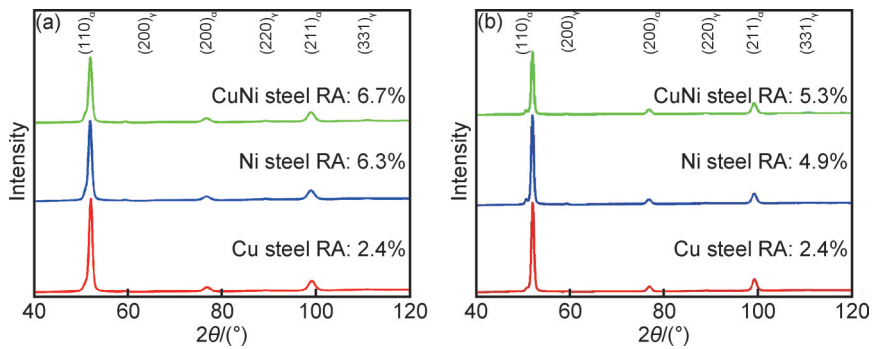 (a)
(110)α (200)γ (200)α (220)γ (211)α (331)γ
CuNi steel RA: 6.7%
Ni steel RA: 6.3%
Cu steel RA: 2.4%
Intensity
40 60 80 100 120
2θ/(°)
(b)
(110)α (200)γ (200)α (220)γ (211)α (331)γ
CuNi steel RA: 5.3%
Ni steel RA: 4.9%
Cu steel RA: 2.4%
Intensity
40 60 80 100 120
2θ/(°)